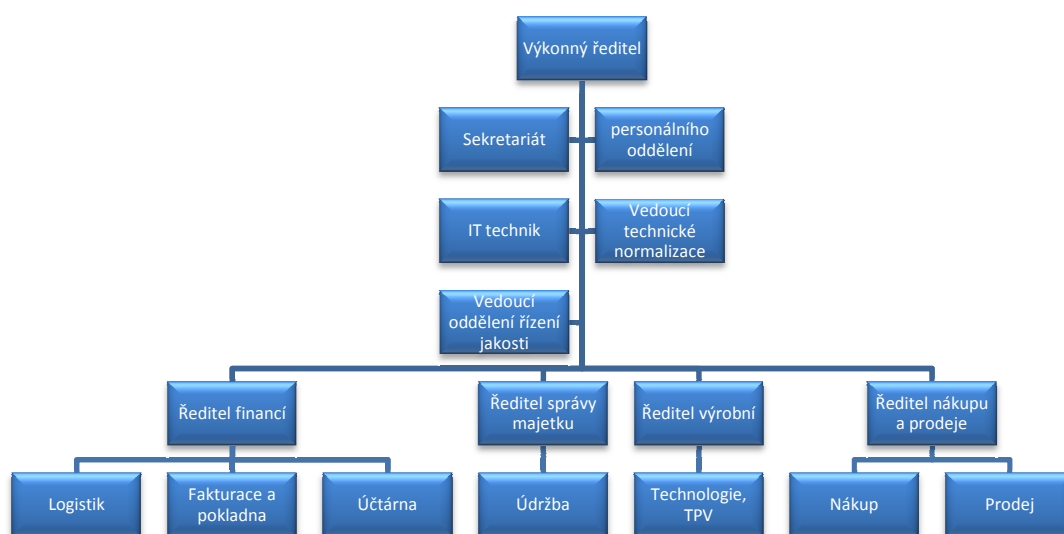 Výkonný ředitel
Sekretariát
personálního
oddělení
IT technik
Vedoucí
technické
normalizace
Vedoucí
oddělení řízení
jakosti
Ředitel financí
Ředitel správy
majetku
Ředitel výrobní
Ředitel nákupu
a prodeje
Logistik
Fakturace a
pokladna
Účtárna
Údržba
Technologie,
TPV
Nákup
Prodej